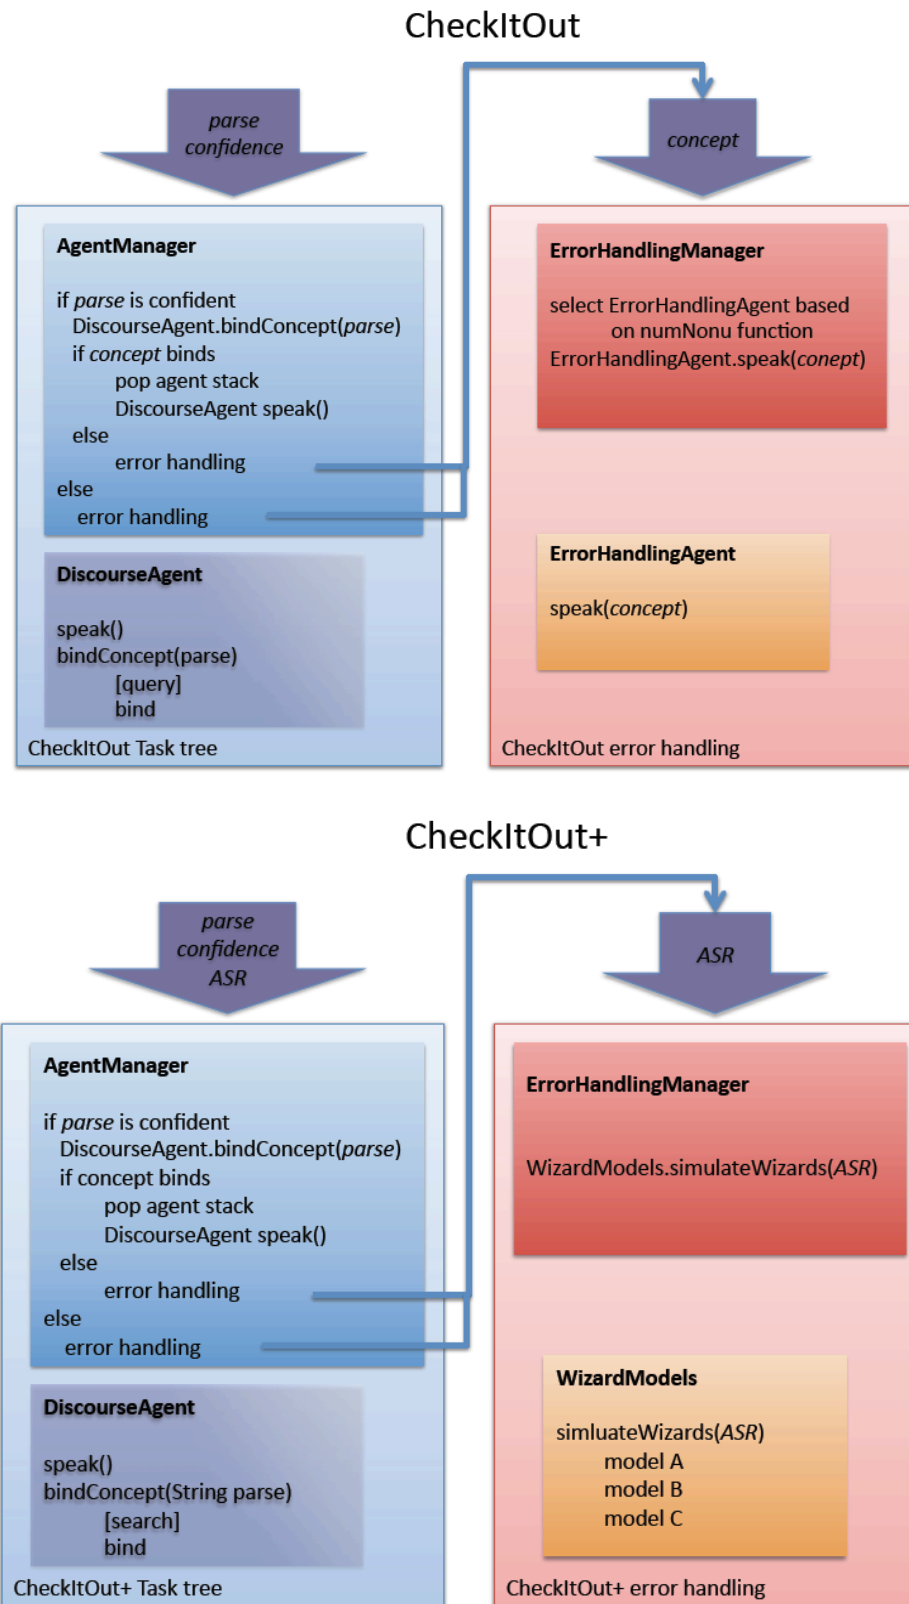 CheckItOut
parse
confidence
concept
AgentManager
if parse is confident
DiscourseAgent.bindConcept(parse)
if concept binds
pop agent stack
DiscourseAgent speak()
else
error handling
else
error handling
DiscourseAgent
speak()
bindConcept(parse)
[query]
bind
CheckItOut Task tree
ErrorHandlingManager
select ErrorHandlingAgent based
on numNonu function
ErrorHandlingAgent.speak(conept)
ErrorHandlingAgent
speak(concept)
CheckItOut error handling
CheckItOut+
parse
confidence
ASR
ASR
AgentManager
if parse is confident
DiscourseAgent.bindConcept(parse)
if concept binds
pop agent stack
DiscourseAgent speak()
else
error handling
else
error handling
DiscourseAgent
speak()
bindConcept(String parse)
[search]
bind
CheckItOut+ Task tree
ErrorHandlingManager
WizardModels.simulateWizards(ASR)
WizardModels
simluateWizards(ASR)
model A
model B
model C
CheckItOut+ error handling